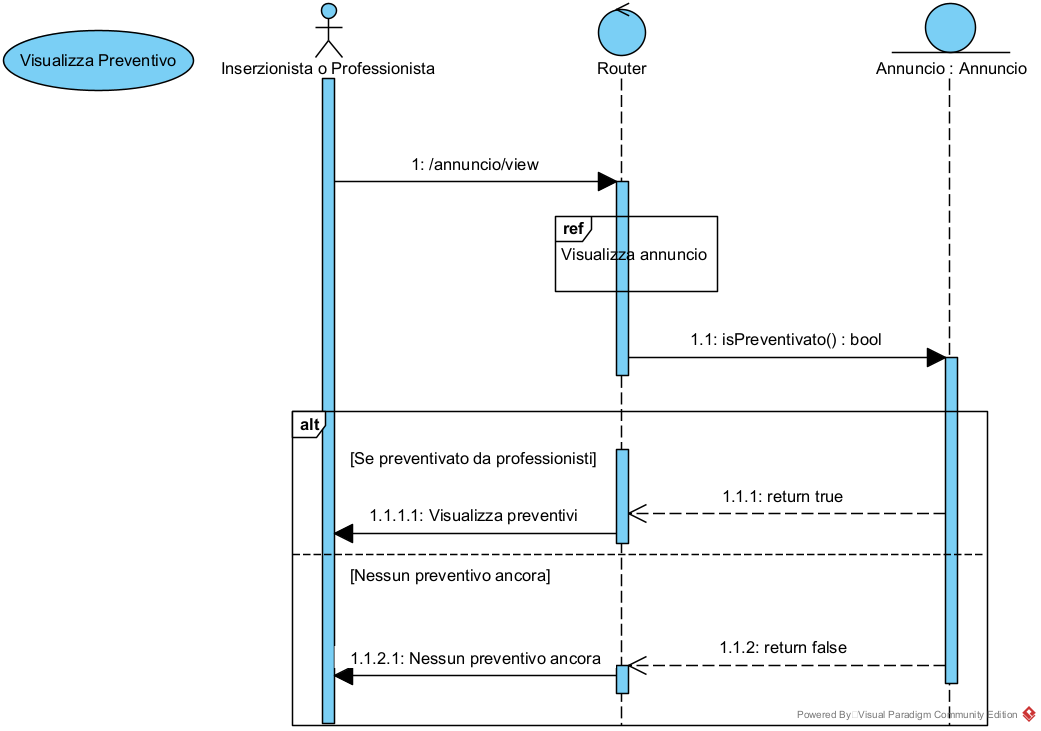 Visualizza Preventivo
Inserzionista o Professionista
Router
Annuncio : Annuncio
1: /annuncio/view
ref
Visualizza annuncio
1.1: isPreventivato() : bool
alt
[Se preventivato da professionisti]
1.1.1: return true
1.1.1.1: Visualizza preventivi
[Nessun preventivo ancora]
1.1.2: return false
1.1.2.1: Nessun preventivo ancora
Powered By Visual Paradigm Community Edition